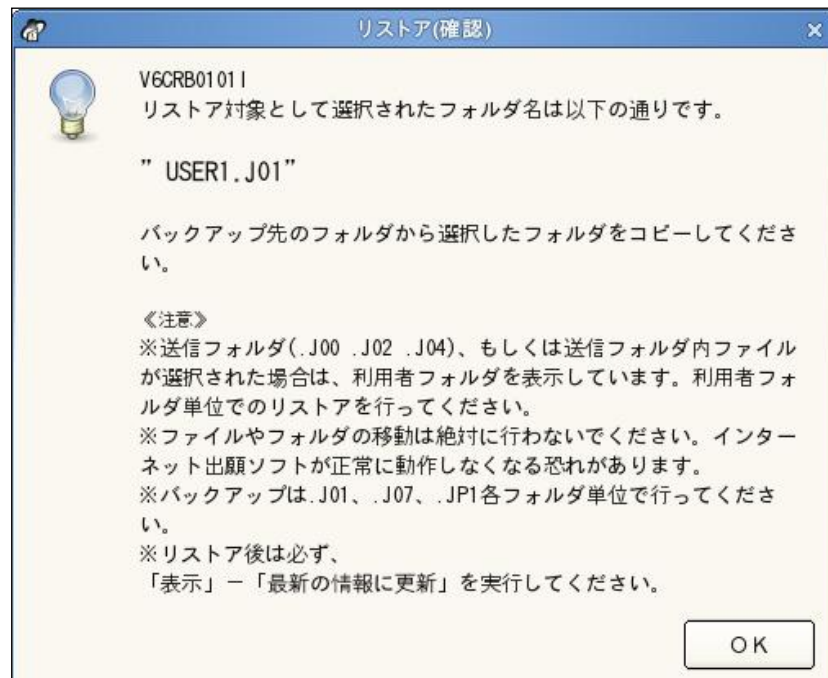 リストア(確認)
V6CRB0101I
リストア対象として選択されたフォルダ名は以下の通りです。
” USER1.J01”
バックアップ先のフォルダから選択したフォルダをコピーしてくださ
い。
≪注意≫
※送信フォルダ(.J00 .J02 .J04)、もしくは送信フォルダ内ファイル
が選択された場合は、利用者フォルダを表示しています。利用者フォ
ルダ単位でのリストアを行ってください。
※ファイルやフォルダの移動は絶対に行わないでください。インター
ネット出願ソフトが正常に動作しなくなる恐れがあります。
※バックアップは.J01、.J07、.JP1各フォルダ単位で行ってくださ
い。
※リストア後は必ず、
「表示」－「最新の情報に更新」を実行してください。
OK